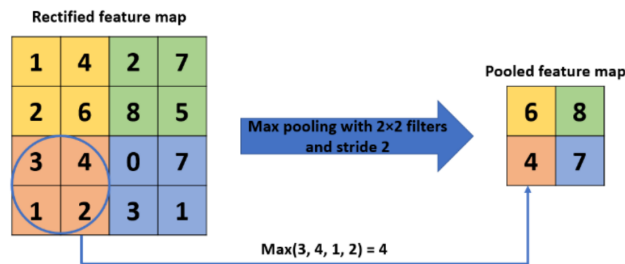 Rectified feature map
1 4 2 7
2 6 8 5
3 4 0 7
1 2 3 1
Max pooling with 2×2 filters
and stride 2
Pooled feature map
6 8
4 7
Max(3, 4, 1, 2) = 4